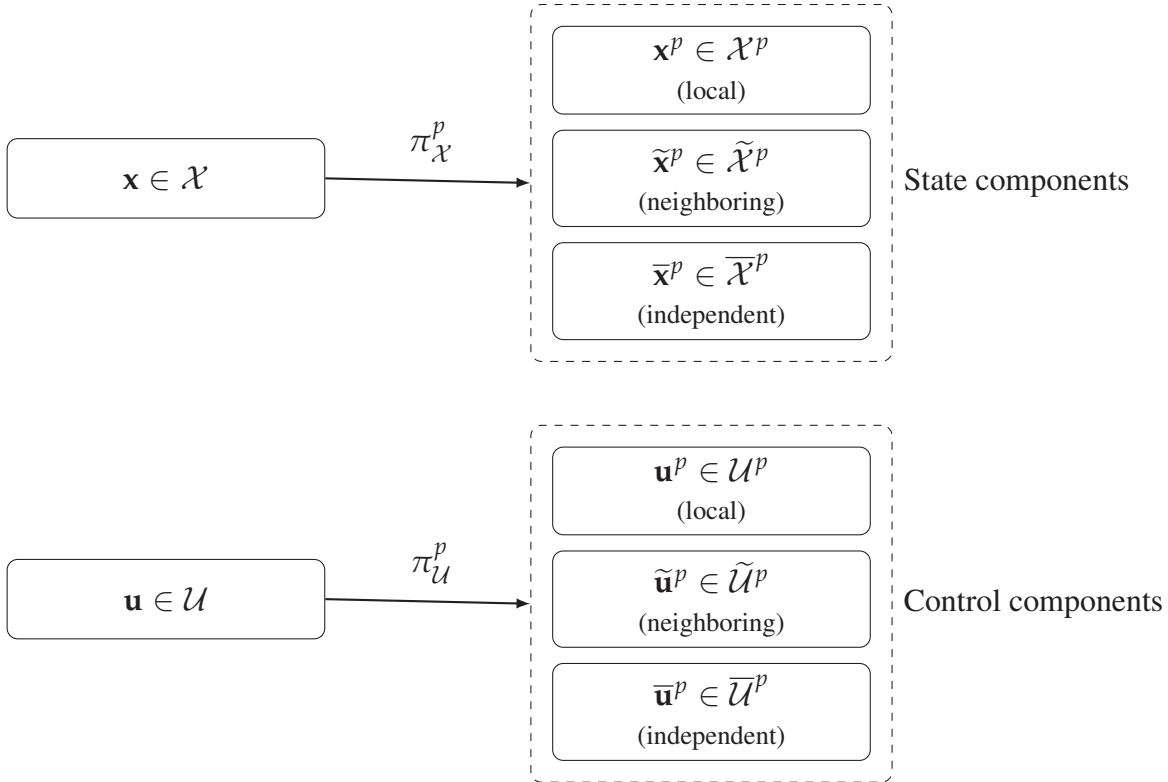 𝐱 ∈ 𝒳
π^p_𝒳
𝐱^p ∈ 𝒳^p
(local)
𝐱̃^p ∈ 𝒳̃^p
(neighboring)
𝐱̅^p ∈ 𝒳̅^p
(independent)
State components
𝐮 ∈ 𝒰
π^p_𝒰
𝐮^p ∈ 𝒰^p
(local)
𝐮̃^p ∈ 𝒰̃^p
(neighboring)
𝐮̅^p ∈ 𝒰̅^p
(independent)
Control components